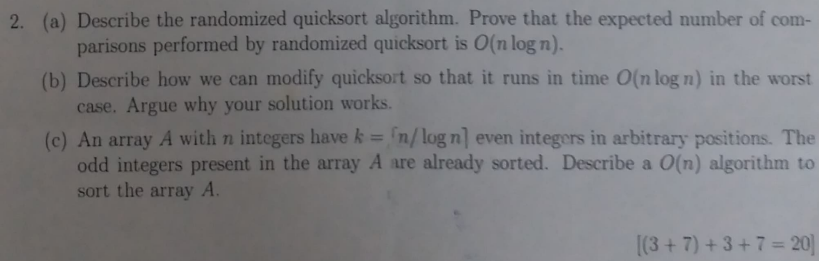 2. (a) Describe the randomized quicksort algorithm. Prove that the expected number of com-
parisons performed by randomized quicksort is O(n log n).
(b) Describe how we can modify quicksort so that it runs in time O(n log n) in the worst
case. Argue why your solution works.
(c) An array A with n integers have k = ⌈n/ log n⌉ even integers in arbitrary positions. The
odd integers present in the array A are already sorted. Describe a O(n) algorithm to
sort the array A.
[(3 + 7) + 3 + 7 = 20]